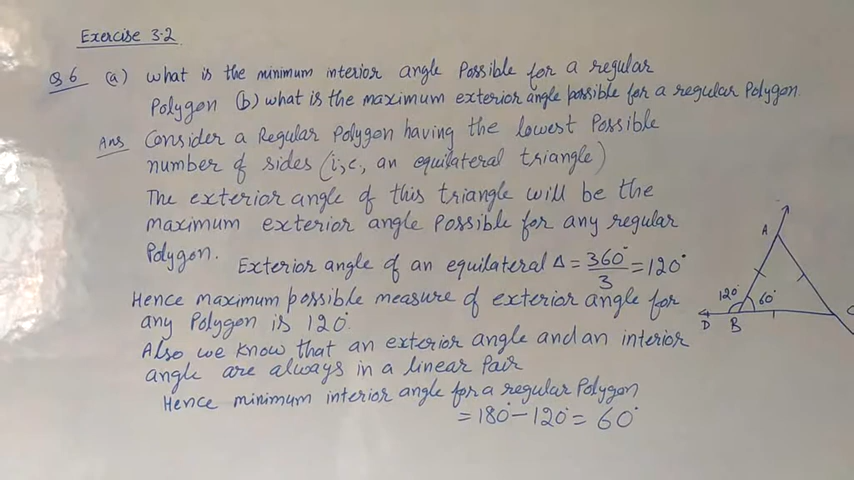 Exercise 3.2
Q 6 (a) what is the minimum interior angle Possible for a regular
Polygon (b) what is the maximum exterior angle possible for a regular Polygon.
Ans Consider a Regular Polygon having the lowest Possible
number of sides (i,e., an equilateral triangle)
The exterior angle of this triangle will be the
maximum exterior angle Possible for any regular
Polygon. Exterior angle of an equilateral Δ = 360°/3 = 120°
Hence maximum possible measure of exterior angle for
any Polygon is 120°.
Also we know that an exterior angle and an interior
angle are always in a linear Pair
Hence minimum interior angle for a regular Polygon
= 180° - 120° = 60°
A
120° 60°
D B C